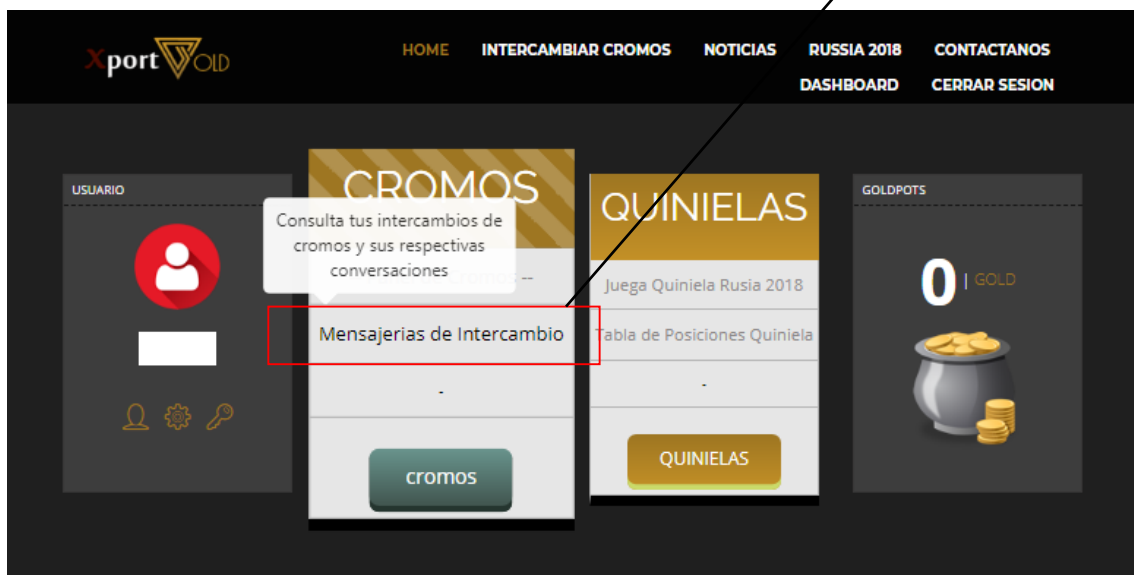 XportGOLD
HOME INTERCAMBIAR CROMOS NOTICIAS RUSSIA 2018 CONTACTANOS
DASHBOARD CERRAR SESION
USUARIO
CROMOS
Consulta tus intercambios de
cromos y sus respectivas
conversaciones
Cromos --
Mensajerias de Intercambio
-
cromos
QUINIELAS
Juega Quiniela Rusia 2018
Tabla de Posiciones Quiniela
-
QUINIELAS
GOLDPOTS
0 | GOLD